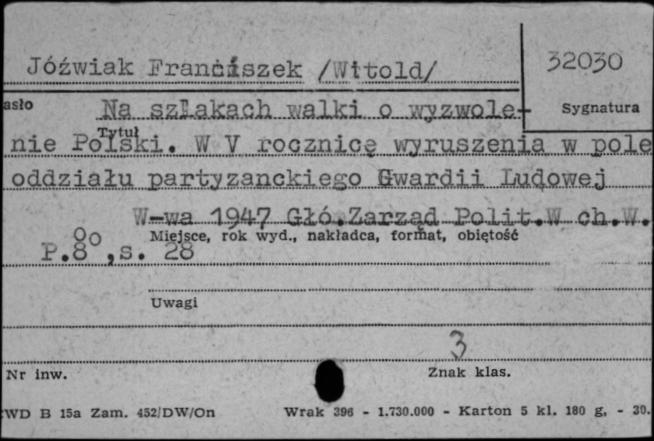 Jóźwiak Franciszek /Witold/
32030
asło
Na szlakach walki o wyzwole-
Sygnatura
Tytuł
nie Polski. W V rocznicę wyruszenia w pole
oddziału partyzanckiego Gwardii Ludowej
W-wa 1947 Głó.Zarząd Polit.W ch.W.
Miejsce, rok wyd., nakładca, format, obiętość
P.8⁰,s. 28
Uwagi
3
Nr inw.
Znak klas.
WD B 15a Zam. 452/DW/On Wrak 396 - 1.730.000 - Karton 5 kl. 180 g, - 30.